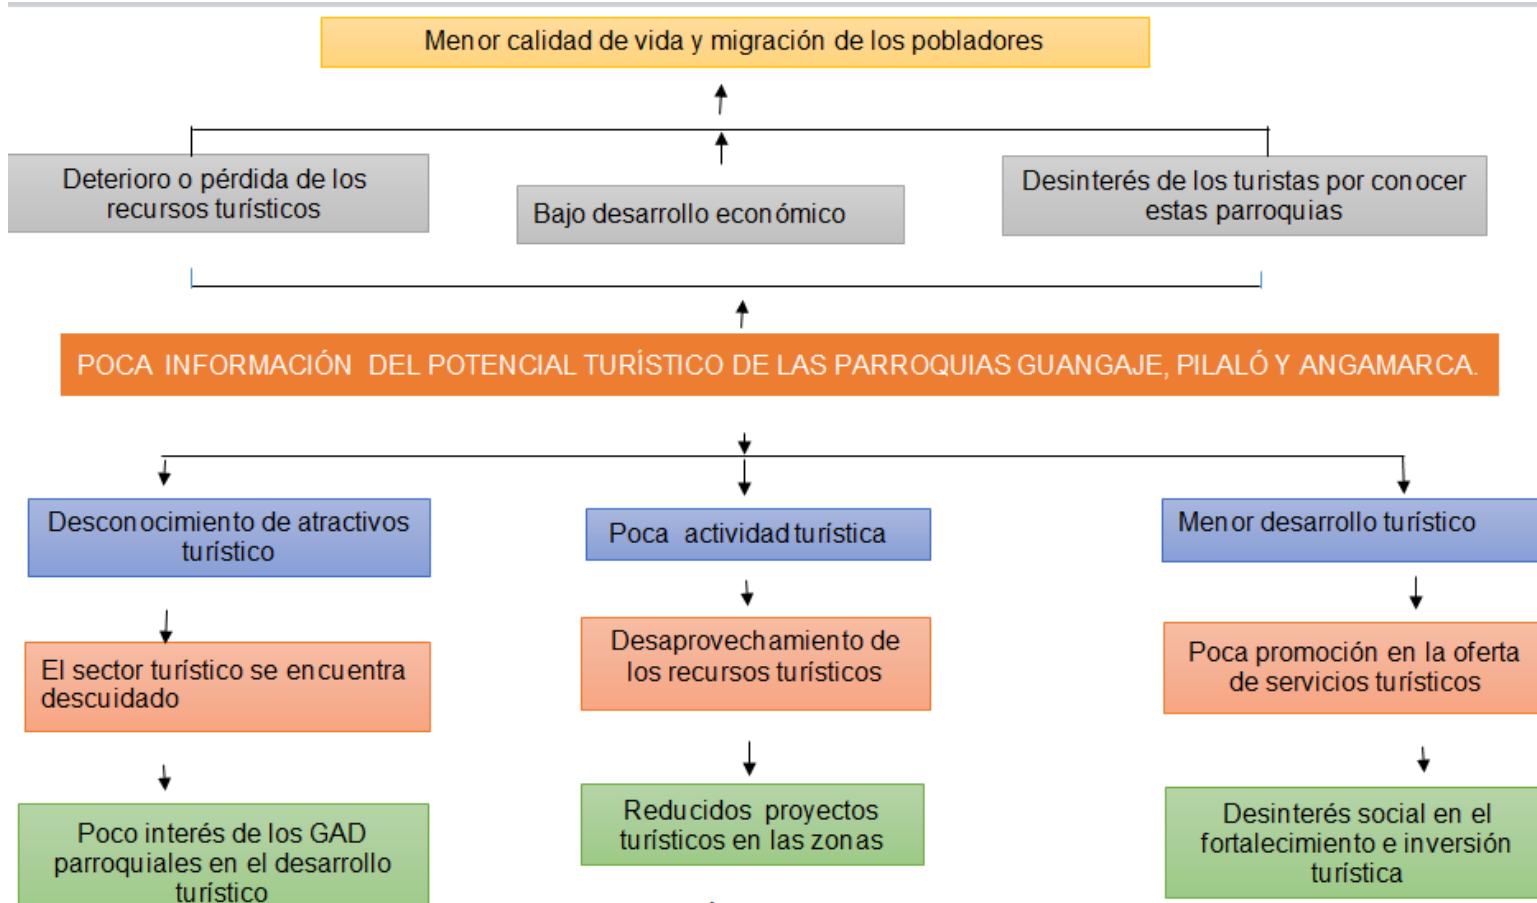 Menor calidad de vida y migración de los pobladores
Deterioro o pérdida de los
recursos turísticos
Bajo desarrollo económico
Desinterés de los turistas por conocer
estas parroquias
POCA INFORMACIÓN DEL POTENCIAL TURÍSTICO DE LAS PARROQUIAS GUANGAJE, PILALÓ Y ANGAMARCA.
Desconocimiento de atractivos
turístico
Poca actividad turística
Menor desarrollo turístico
El sector turístico se encuentra
descuidado
Desaprovechamiento de
los recursos turísticos
Poca promoción en la oferta
de servicios turísticos
Poco interés de los GAD
parroquiales en el desarrollo
turístico
Reducidos proyectos
turísticos en las zonas
Desinterés social en el
fortalecimiento e inversión
turística